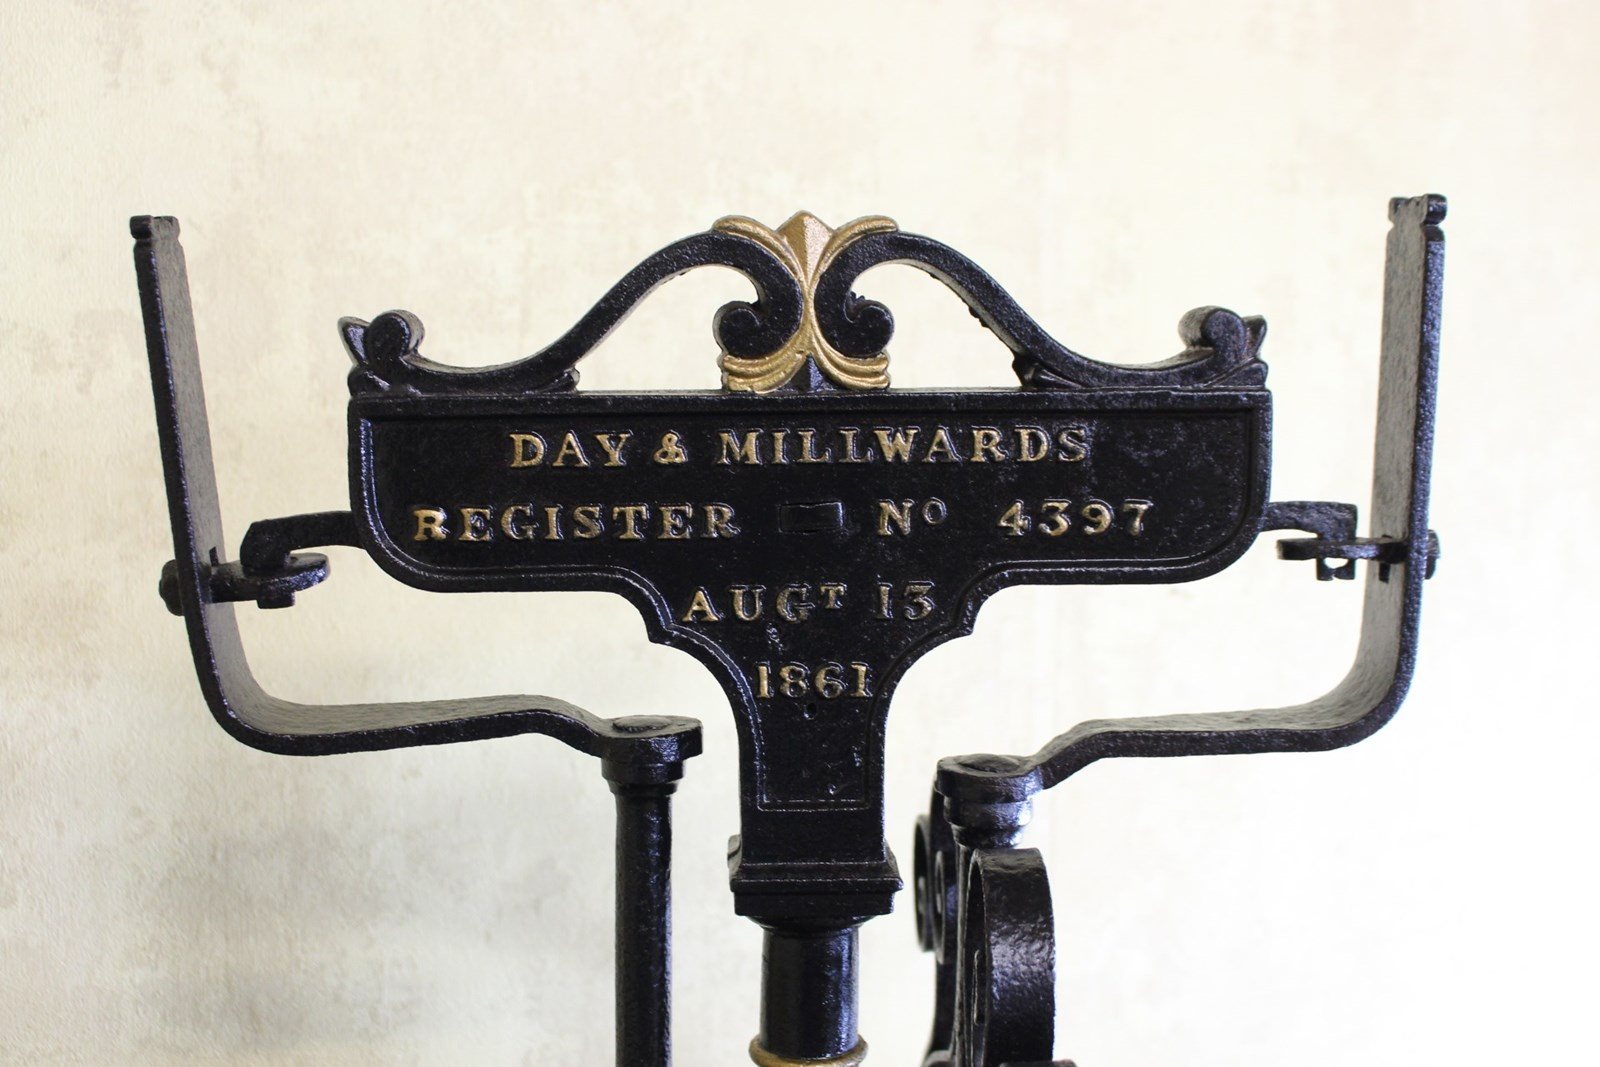 DAY & MILLWARDS
REGISTER Nº 4397
AUGT 13
1861